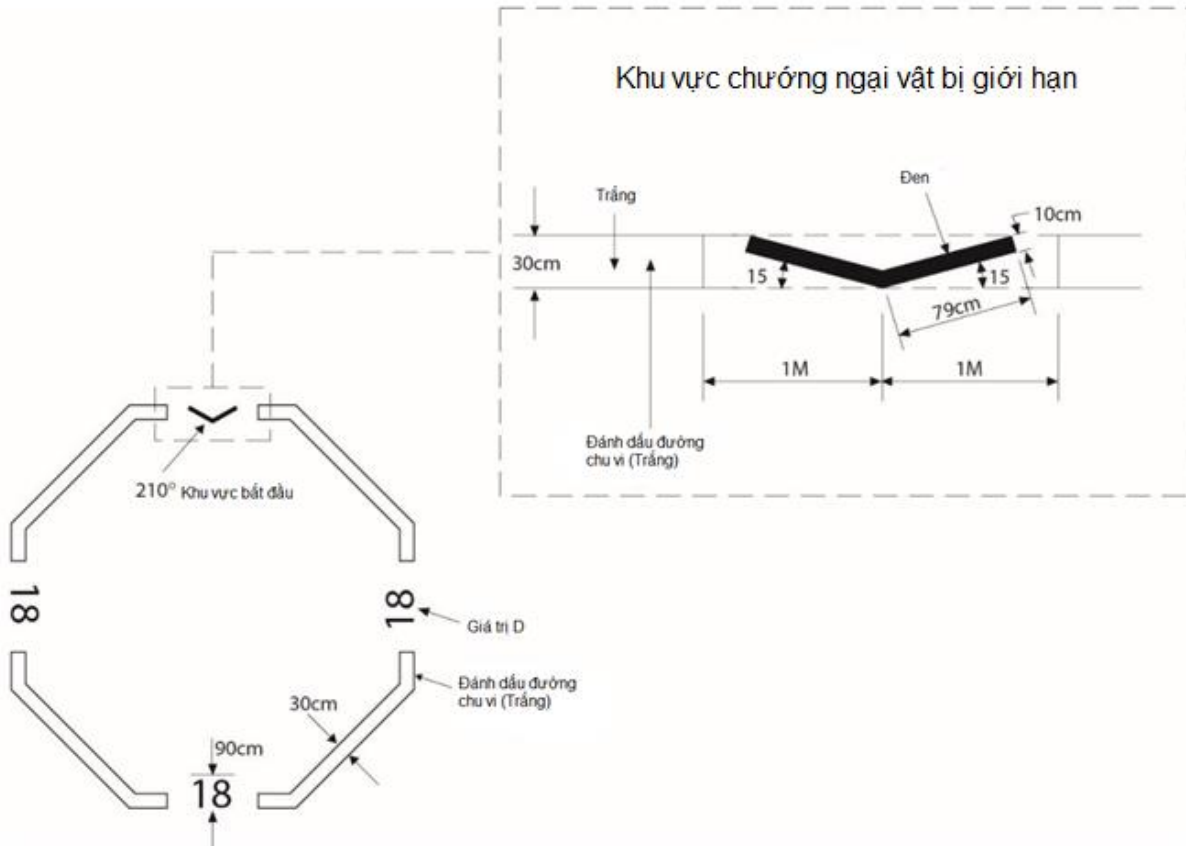 Khu vực chướng ngại vật bị giới hạn
Trắng
Đen
10cm
30cm
15
15
79cm
1M
1M
Đánh dấu đường
chu vi (Trắng)
210° Khu vực bắt đầu
18
18
Giá trị D
Đánh dấu đường
chu vi (Trắng)
30cm
90cm
18